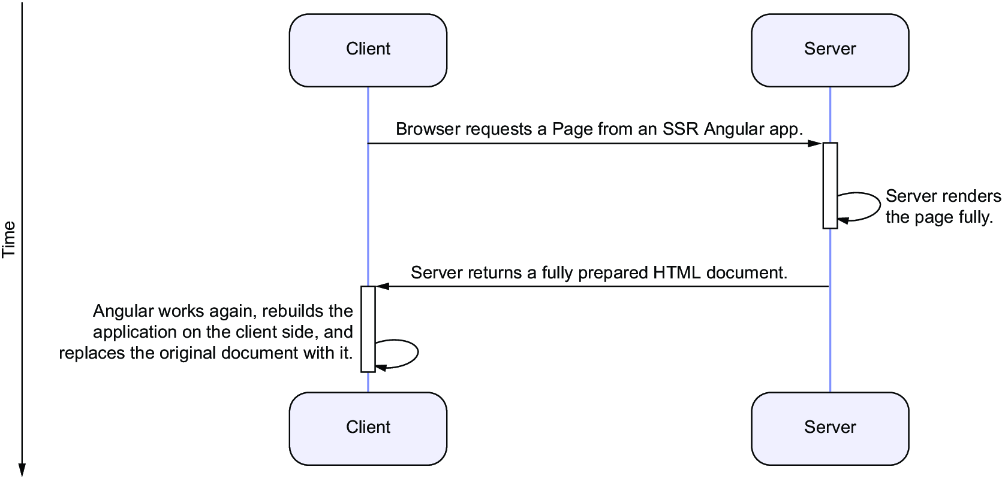 Client
Server
Browser requests a Page from an SSR Angular app.
Server renders
the page fully.
Time
Server returns a fully prepared HTML document.
Angular works again, rebuilds the
application on the client side, and
replaces the original document with it.
Client
Server